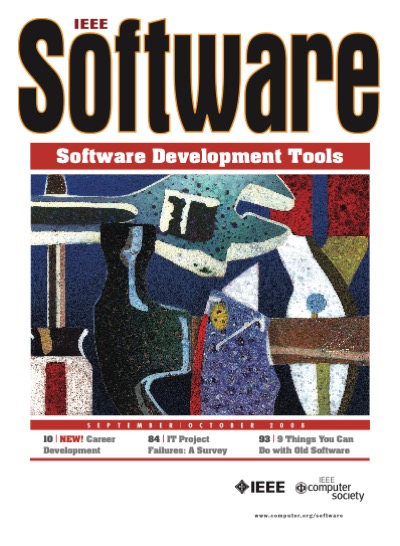 IEEE
Software
Software Development Tools
SEPTEMBER | OCTOBER 2008
10 | NEW! Career
Development
84 | IT Project
Failures: A Survey
93 | 9 Things You Can
Do with Old Software
IEEE
IEEE
computer
society
www.computer.org/software